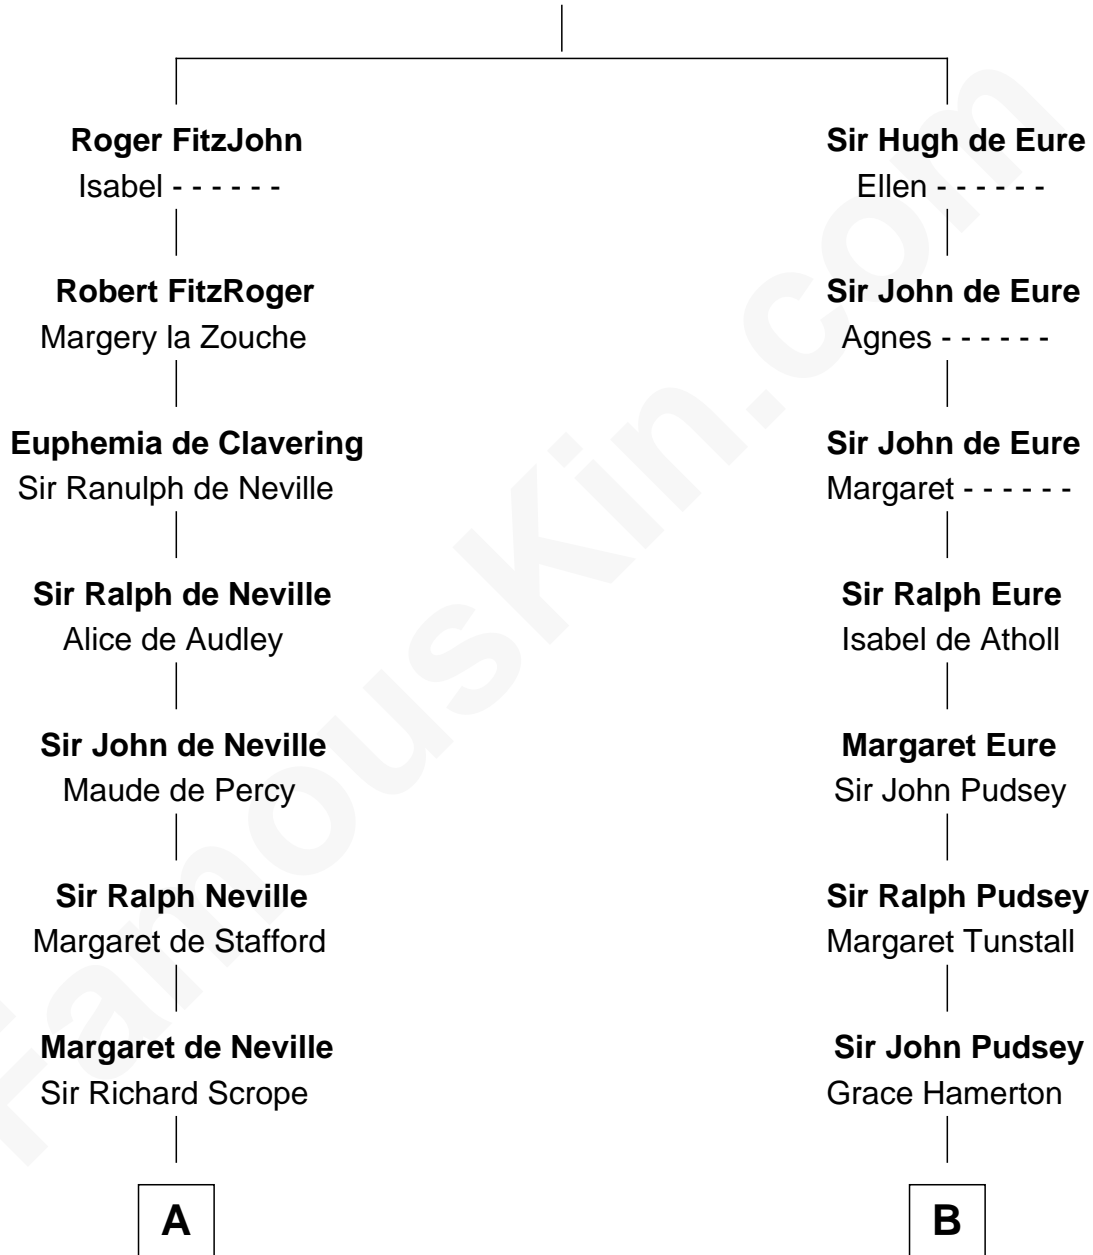 Roger FitzJohn
Isabel - - - - - -
Robert FitzRoger
Margery la Zouche
Euphemia de Clavering
Sir Ranulph de Neville
Sir Ralph de Neville
Alice de Audley
Sir John de Neville
Maude de Percy
Sir Ralph Neville
Margaret de Stafford
Margaret de Neville
Sir Richard Scrope
A
Sir Hugh de Eure
Ellen - - - - - -
Sir John de Eure
Agnes - - - - - -
Sir John de Eure
Margaret - - - - - -
Sir Ralph Eure
Isabel de Atholl
Margaret Eure
Sir John Pudsey
Sir Ralph Pudsey
Margaret Tunstall
Sir John Pudsey
Grace Hamerton
B
FamousKin.com